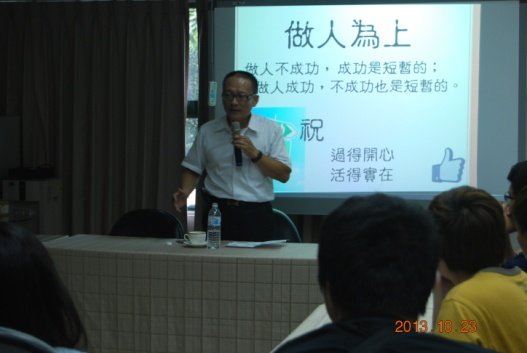 做人為上
做人不成功，成功是短暫的；
做人成功，不成功也是短暫的。
祝
過得開心
活得實在
2013.10.23